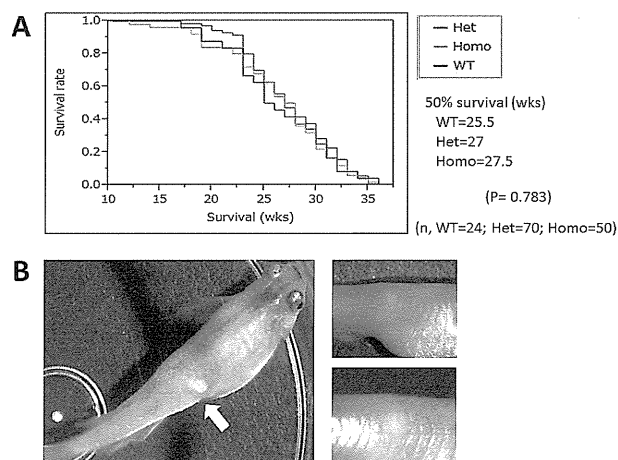 A
Survival rate
1.0
0.8
0.6
0.4
0.2
0.0
10 15 20 25 30 35
Survival (wks)
Het
Homo
WT
50% survival (wks)
WT=25.5
Het=27
Homo=27.5
(P= 0.783)
(n, WT=24; Het=70; Homo=50)
B